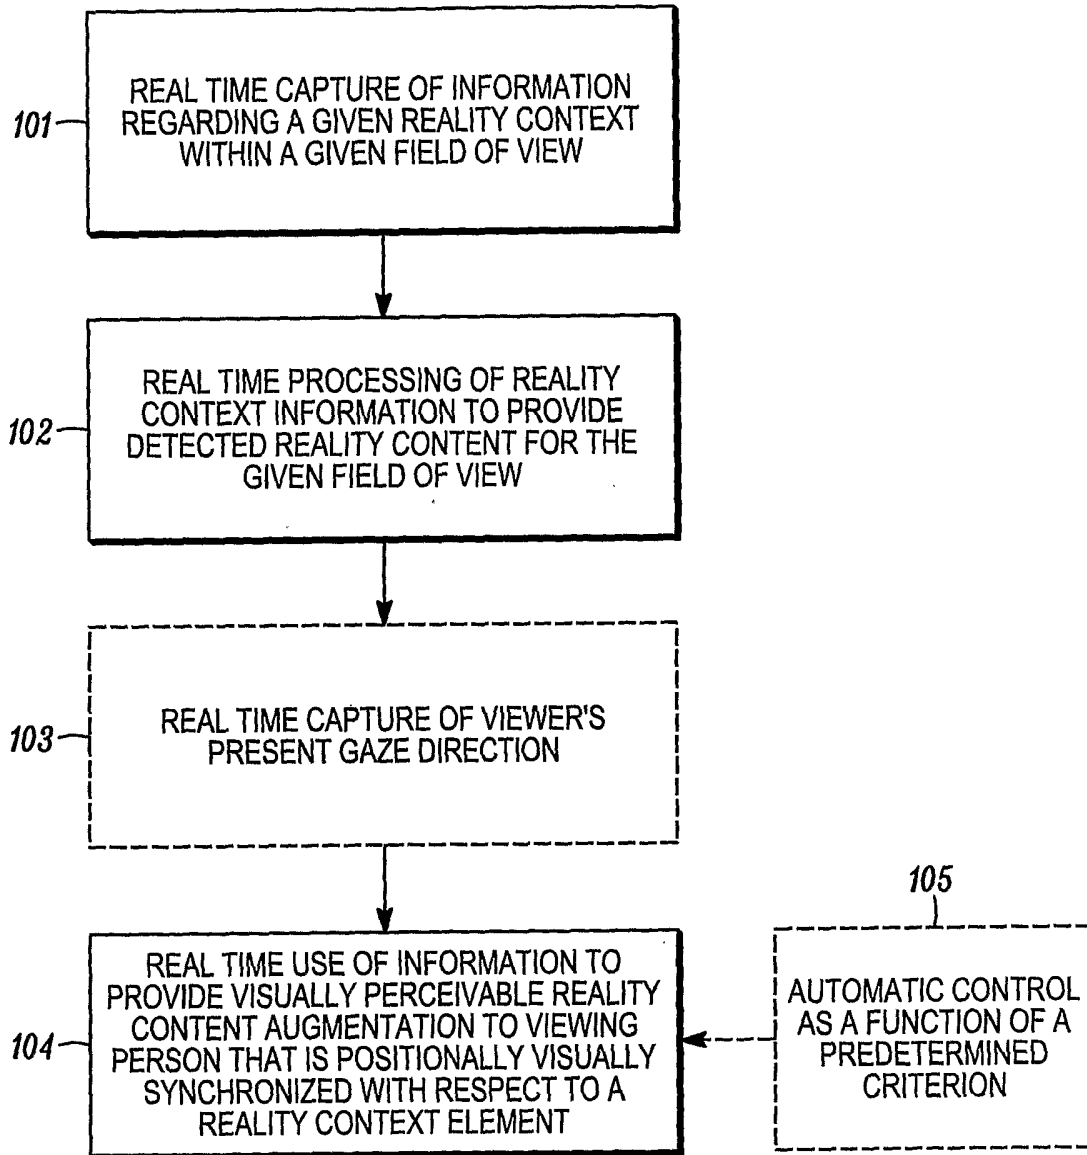 REAL TIME CAPTURE OF INFORMATION
REGARDING A GIVEN REALITY CONTEXT
WITHIN A GIVEN FIELD OF VIEW
101
REAL TIME PROCESSING OF REALITY
CONTEXT INFORMATION TO PROVIDE
DETECTED REALITY CONTENT FOR THE
GIVEN FIELD OF VIEW
102
REAL TIME CAPTURE OF VIEWER'S
PRESENT GAZE DIRECTION
103
REAL TIME USE OF INFORMATION TO
PROVIDE VISUALLY PERCEIVABLE REALITY
CONTENT AUGMENTATION TO VIEWING
PERSON THAT IS POSITIONALLY VISUALLY
SYNCHRONIZED WITH RESPECT TO A
REALITY CONTEXT ELEMENT
104
105
AUTOMATIC CONTROL
AS A FUNCTION OF A
PREDETERMINED
CRITERION